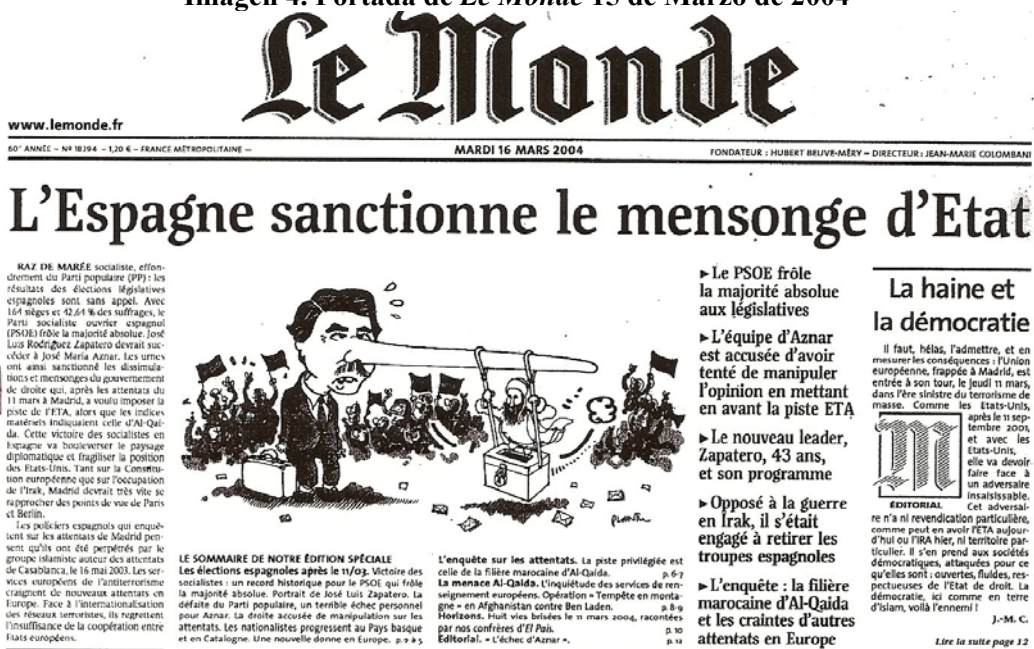 Imagen 4. Portada de Le Monde 15 de Marzo de 2004
Le Monde
www.lemonde.fr
60ᵉ ANNÉE – Nº 18394 – 1,20 € – FRANCE MÉTROPOLITAINE –
MARDI 16 MARS 2004
FONDATEUR : HUBERT BEUVE-MÉRY – DIRECTEUR : JEAN-MARIE COLOMBANI
L'Espagne sanctionne le mensonge d'Etat
RAZ DE MARÉE socialiste, effon-
drement du Parti populaire (PP) : les
résultats des élections législatives
espagnoles sont sans appel. Avec
164 sièges et 42,64 % des suffrages, le
Parti socialiste ouvrier espagnol
(PSOE) frôle la majorité absolue. José
Luis Rodriguez Zapatero devrait suc-
céder à José Maria Aznar. Les urnes
ont ainsi sanctionné les dissimula-
tions et mensonges du gouvernement
de droite qui, après les attentats du
11 mars à Madrid, a voulu imposer la
piste de l'ETA, alors que les indices
matériels indiquaient celle d'Al-Qai-
da. Cette victoire des socialistes en
Espagne va bouleverser le paysage
diplomatique et fragiliser la position
des Etats-Unis. Tant sur la Constitu-
tion européenne que sur l'occupation
de l'Irak, Madrid devrait très vite se
rapprocher des points de vue de Paris
et Berlin.
Les policiers espagnols qui enquê-
tent sur les attentats de Madrid pen-
sent qu'ils ont été perpétrés par le
groupe islamiste auteur des attentats
de Casablanca, le 16 mai 2003. Les ser-
vices européens de l'antiterrorisme
craignent de nouveaux attentats en
Europe. Face à l'internationalisation
des réseaux terroristes, ils regrettent
l'insuffisance de la coopération entre
Etats européens.
PLANTU
LE SOMMAIRE DE NOTRE ÉDITION SPÉCIALE
Les élections espagnoles après le 11/03. Victoire des
socialistes : un record historique pour le PSOE qui frôle
la majorité absolue. Portrait de José Luis Zapatero. La
défaite du Parti populaire, un terrible échec personnel
pour Aznar. La droite accusée de manipulation sur les
attentats. Les nationalistes progressent au Pays basque
et en Catalogne. Une nouvelle donne en Europe. p. 2 à 5
L'enquête sur les attentats. La piste privilégiée est
celle de la filière marocaine d'Al-Qaida. p. 6-7
La menace Al-Qaida. L'inquiétude des services de ren-
seignement européens. Opération « Tempête en monta-
gne » en Afghanistan contre Ben Laden. p. 8-9
Horizons. Huit vies brisées le 11 mars 2004, racontées
par nos confrères d'El Pais. p. 10
Editorial. « L'échec d'Aznar ». p. 12
▸ Le PSOE frôle
la majorité absolue
aux législatives
▸ L'équipe d'Aznar
est accusée d'avoir
tenté de manipuler
l'opinion en mettant
en avant la piste ETA
▸ Le nouveau leader,
Zapatero, 43 ans,
et son programme
▸ Opposé à la guerre
en Irak, il s'était
engagé à retirer les
troupes espagnoles
▸ L'enquête : la filière
marocaine d'Al-Qaida
et les craintes d'autres
attentats en Europe
La haine et
la démocratie
Il faut, hélas, l'admettre, et en
mesurer les conséquences : l'Union
européenne, frappée à Madrid, est
entrée à son tour, le jeudi 11 mars,
dans l'ère sinistre du terrorisme de
masse. Comme les Etats-Unis,
après le 11 sep-
tembre 2001,
et avec les
Etats-Unis,
elle va devoir
faire face à
un adversaire
insaisissable.
M
ÉDITORIAL
Cet adversai-
re n'a ni revendication particulière,
comme peut en avoir l'ETA aujour-
d'hui ou l'IRA hier, ni territoire par-
ticulier. Il s'en prend aux sociétés
démocratiques, attaquées pour ce
qu'elles sont : ouvertes, fluides, res-
pectueuses de l'Etat de droit. La
démocratie, ici comme en terre
d'islam, voilà l'ennemi !
J.-M. C.
Lire la suite page 12